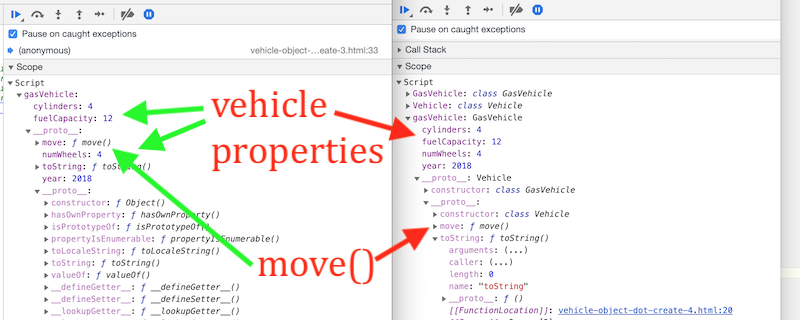 Pause on caught exceptions
(anonymous)
vehicle-object-...eate-3.html:33
Scope
Script
gasVehicle:
cylinders: 4
fuelCapacity: 12
__proto__:
move: ƒ move()
numWheels: 4
toString: ƒ toString()
year: 2018
__proto__:
constructor: ƒ Object()
hasOwnProperty: ƒ hasOwnProperty()
isPrototypeOf: ƒ isPrototypeOf()
propertyIsEnumerable: ƒ propertyIsEnumerable()
toLocaleString: ƒ toLocaleString()
toString: ƒ toString()
valueOf: ƒ valueOf()
__defineGetter__: ƒ __defineGetter__()
__defineSetter__: ƒ __defineSetter__()
__lookupGetter__: ƒ __lookupGetter__()
vehicle
properties
move()
Pause on caught exceptions
Call Stack
Scope
Script
GasVehicle: class GasVehicle
Vehicle: class Vehicle
gasVehicle: GasVehicle
cylinders: 4
fuelCapacity: 12
numWheels: 4
year: 2018
__proto__: Vehicle
constructor: class GasVehicle
__proto__:
constructor: class Vehicle
move: ƒ move()
toString: ƒ toString()
arguments: (...)
caller: (...)
length: 0
name: "toString"
__proto__: ƒ ()
[[FunctionLocation]]: vehicle-object-dot-create-4.html:20